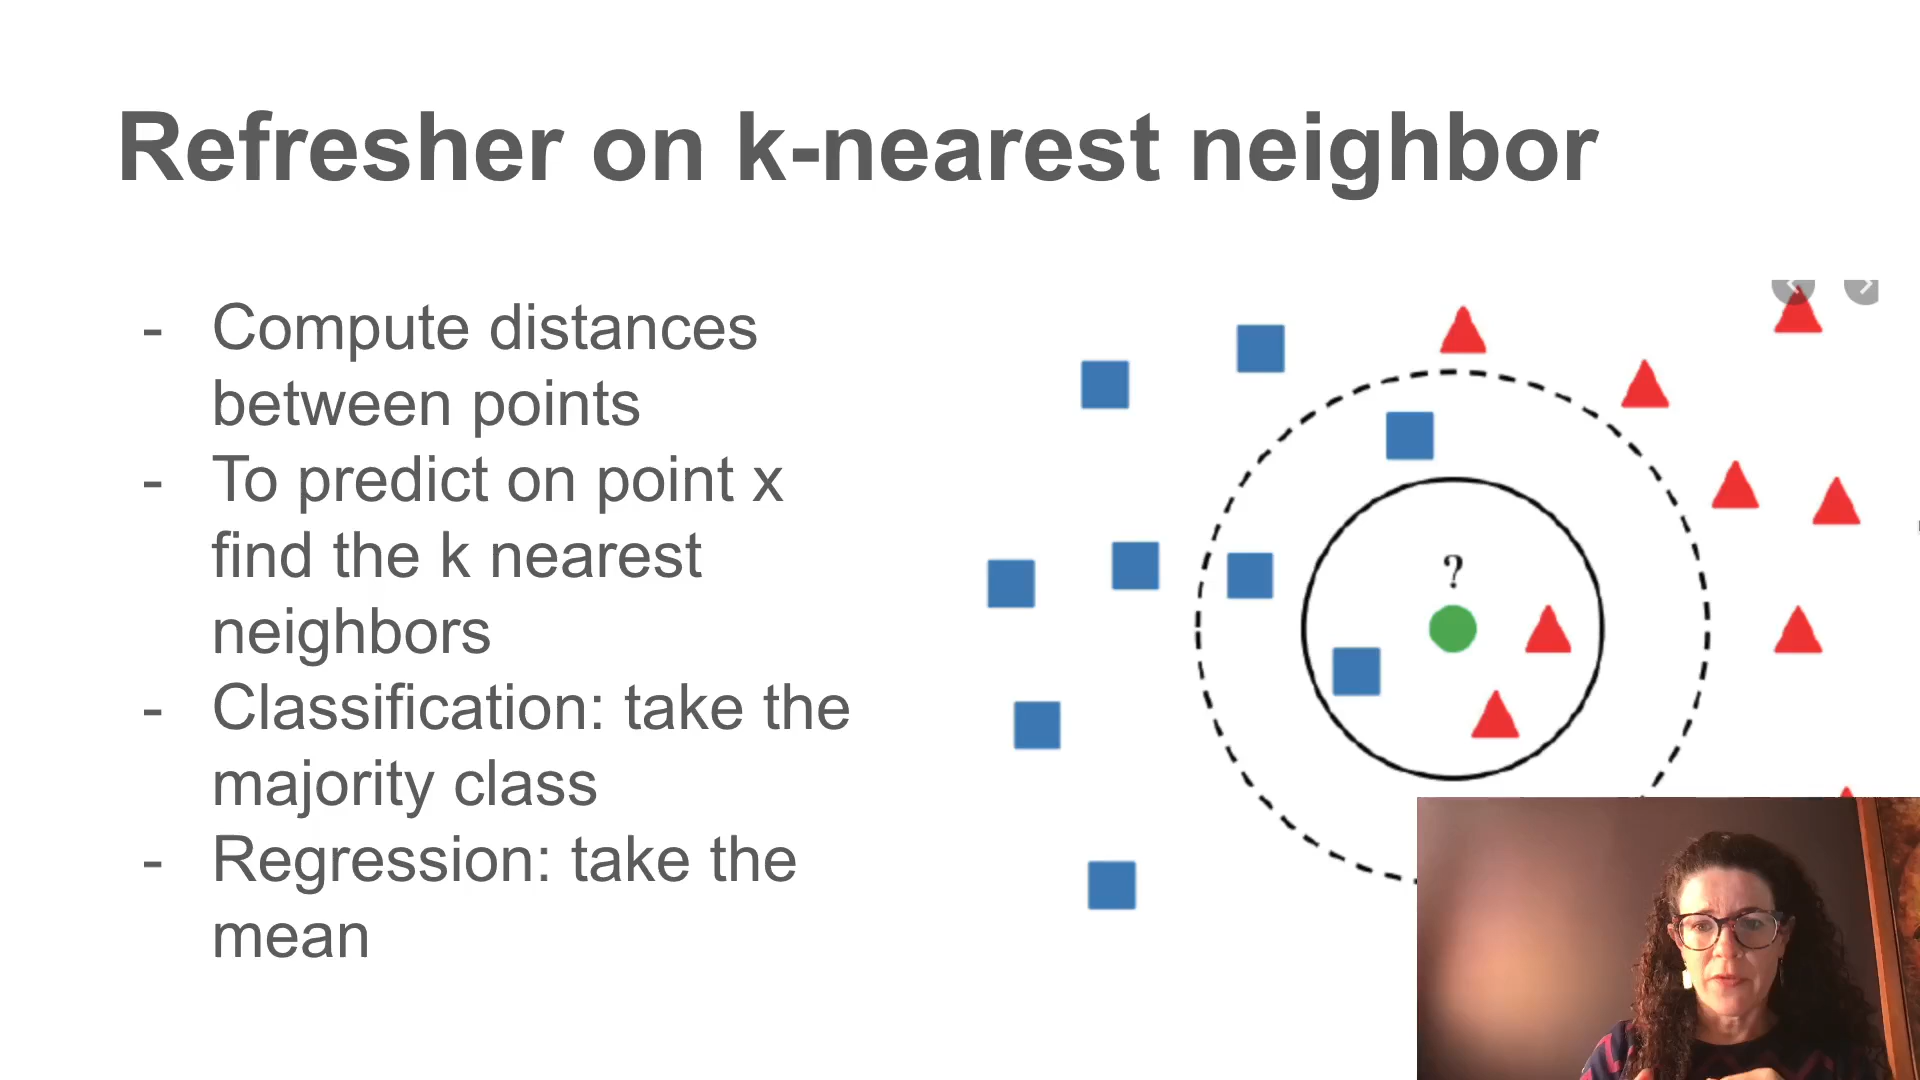 Refresher on k-nearest neighbor
- Compute distances
between points
- To predict on point x
find the k nearest
neighbors
- Classification: take the
majority class
- Regression: take the
mean
?